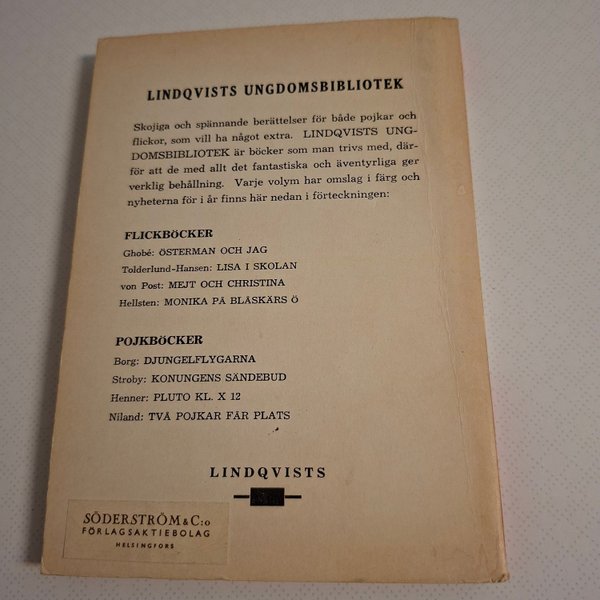 LINDQVISTS UNGDOMSBIBLIOTEK
Skojiga och spännande berättelser för både pojkar och
flickor, som vill ha något extra. LINDQVISTS UNG-
DOMSBIBLIOTEK är böcker som man trivs med, där-
för att de med allt det fantastiska och äventyrliga ger
verklig behållning. Varje volym har omslag i färg och
nyheterna för i år finns här nedan i förteckningen:
FLICKBÖCKER
Ghobé: ÖSTERMAN OCH JAG
Tolderlund-Hansen: LISA I SKOLAN
von Post: MEJT OCH CHRISTINA
Hellsten: MONIKA PÅ BLÅSKÄRS Ö
POJKBÖCKER
Borg: DJUNGELFLYGARNA
Stroby: KONUNGENS SÄNDEBUD
Henner: PLUTO KL. X 12
Niland: TVÅ POJKAR FÅR PLATS
LINDQVISTS
SÖDERSTRÖM & C:o
FÖRLAGSAKTIEBOLAG
HELSINGFORS